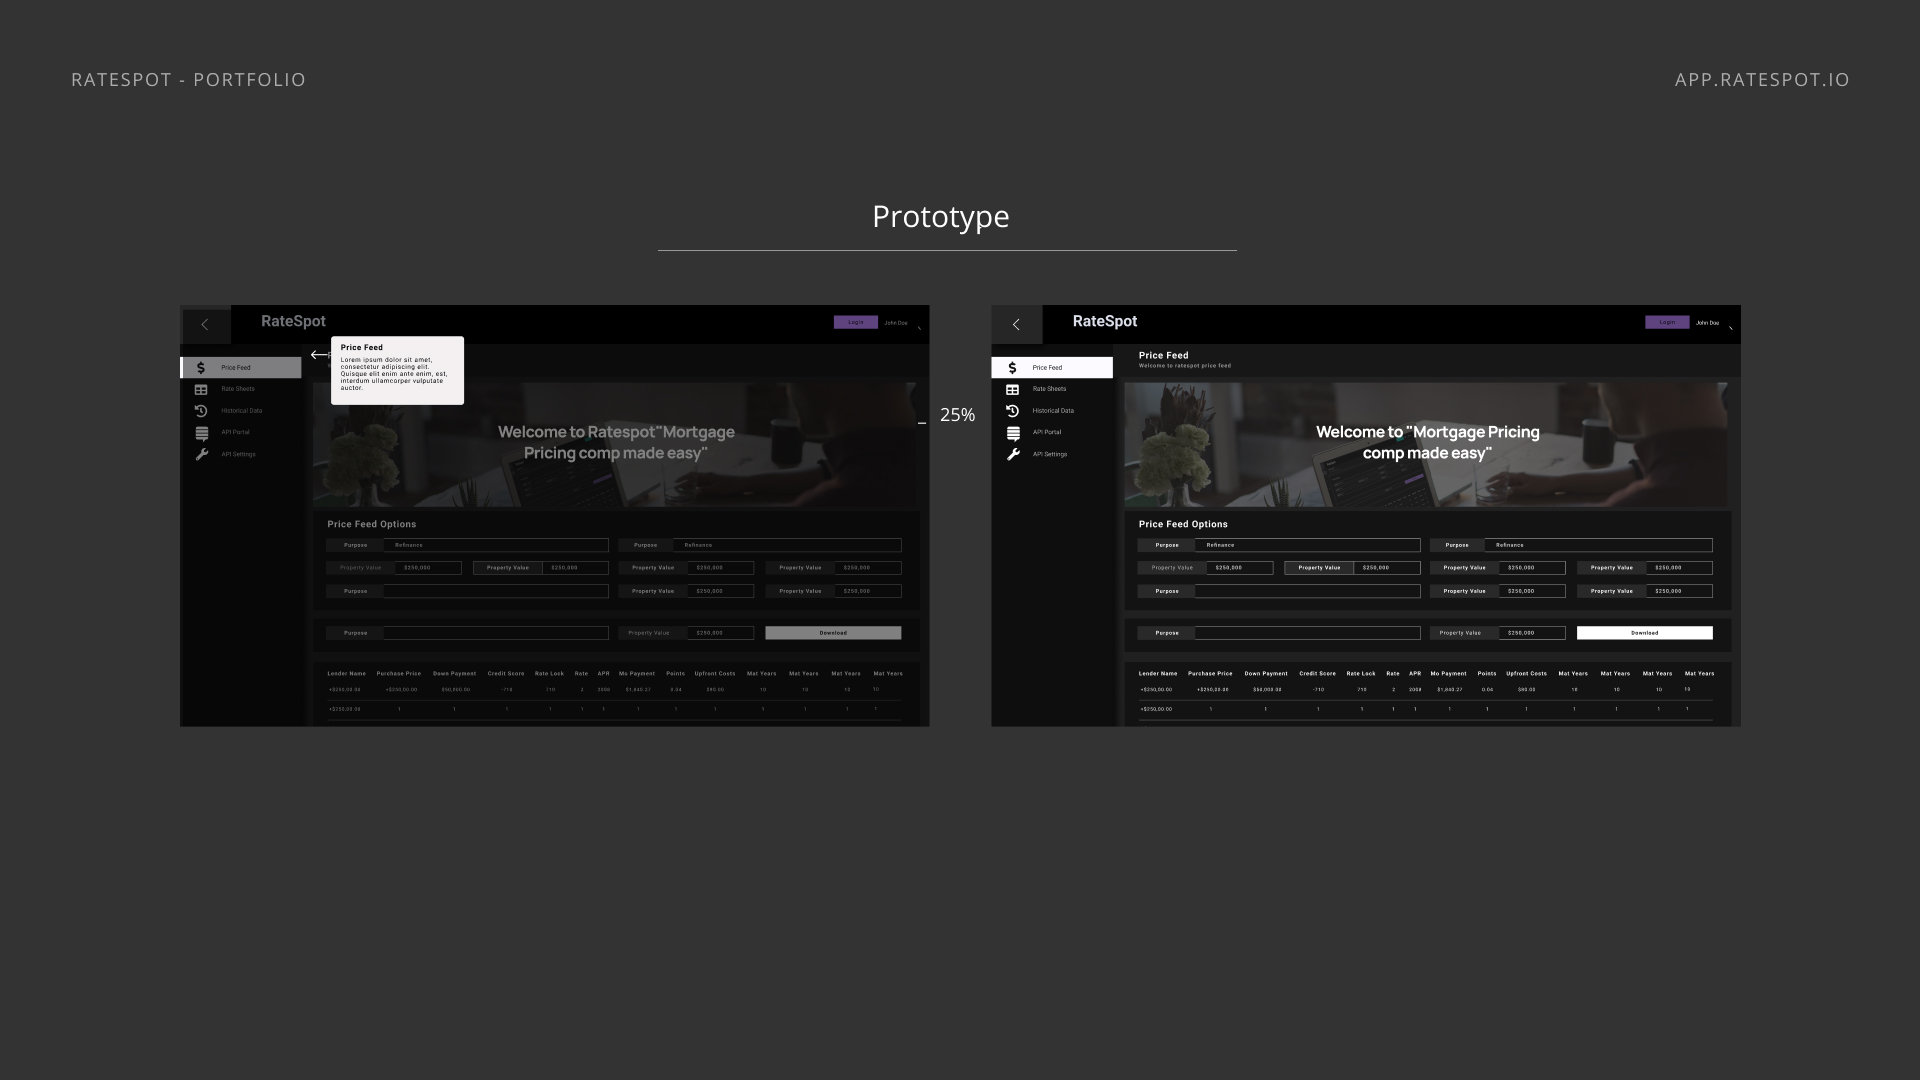 RATESPOT - PORTFOLIO
APP.RATESPOT.IO
Prototype
RateSpot
Login
John Doe
Price Feed
Lorem ipsum dolor sit amet,
consectetur adipiscing elit.
Quisque elit enim ante enim, est,
interdum ullamcorper vulputate
auctor.
Price Feed
Rate Sheets
Historical Data
API Portal
API Settings
Welcome to Ratespot"Mortgage
Pricing comp made easy"
Price Feed Options
Purpose Refinance Purpose Refinance
Property Value $250,000 Property Value $250,000 Property Value $250,000 Property Value $250,000
Purpose Property Value $250,000 Property Value $250,000
Purpose Property Value $250,000 Download
Lender Name Purchase Price Down Payment Credit Score Rate Lock Rate APR Mo Payment Points Upfront Costs Mat Years Mat Years Mat Years Mat Years
+$250,00.00 +$250,00.00 $50,000.00 -710 710 2 2008 $1,840.27 0.04 $80.00 10 10 10 10
+$250,00.00 1 1 1 1 1 1 1 1 1 1 1 1 1
25%
RateSpot
Login
John Doe
Price Feed
Welcome to ratespot price feed
Price Feed
Rate Sheets
Historical Data
API Portal
API Settings
Welcome to "Mortgage Pricing
comp made easy"
Price Feed Options
Purpose Refinance Purpose Refinance
Property Value $250,000 Property Value $250,000 Property Value $250,000 Property Value $250,000
Purpose Property Value $250,000 Property Value $250,000
Purpose Property Value $250,000 Download
Lender Name Purchase Price Down Payment Credit Score Rate Lock Rate APR Mo Payment Points Upfront Costs Mat Years Mat Years Mat Years Mat Years
+$250,00.00 +$250,00.00 $50,000.00 -710 710 2 2008 $1,840.27 0.04 $80.00 10 10 10 10
+$250,00.00 1 1 1 1 1 1 1 1 1 1 1 1 1